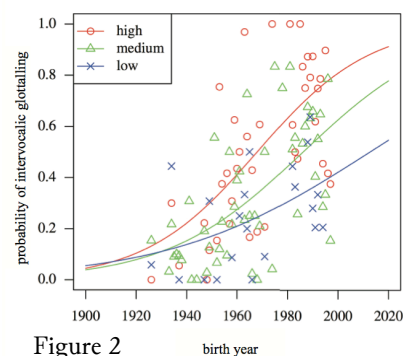 high
medium
low
1.0
0.8
0.6
0.4
0.2
0.0
probability of intervocalic glottalling
1900 1920 1940 1960 1980 2000 2020
Figure 2
birth year